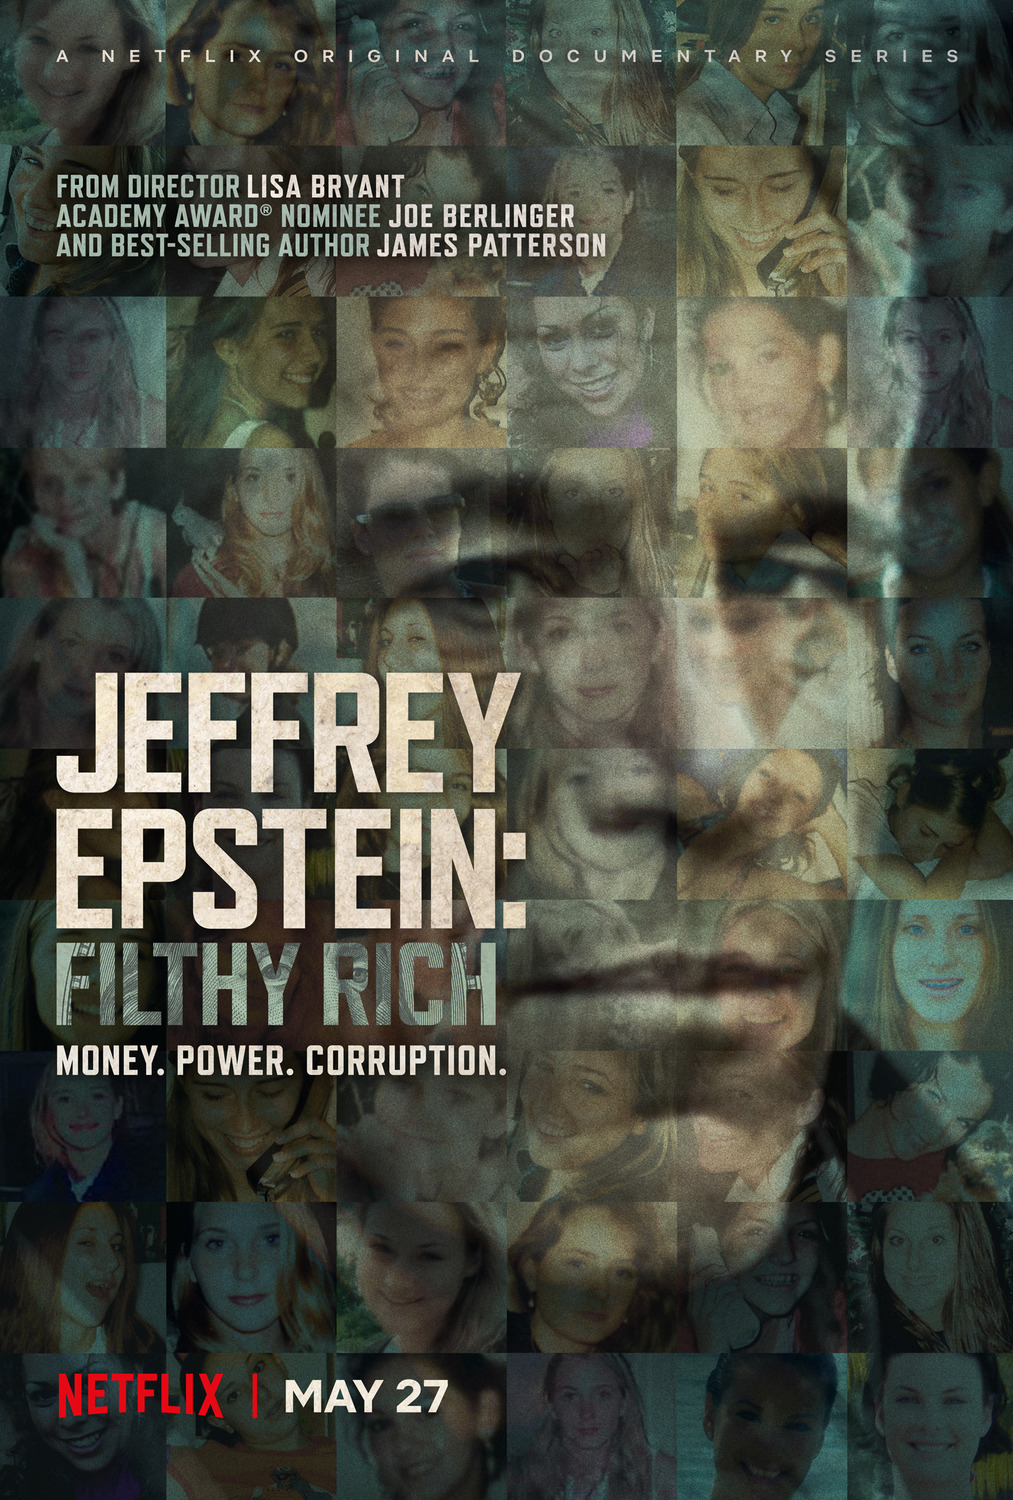 A NETFLIX ORIGINAL DOCUMENTARY SERIES
FROM DIRECTOR LISA BRYANT
ACADEMY AWARD® NOMINEE JOE BERLINGER
AND BEST-SELLING AUTHOR JAMES PATTERSON
JEFFREY
EPSTEIN:
FILTHY RICH
MONEY. POWER. CORRUPTION.
NETFLIX | MAY 27